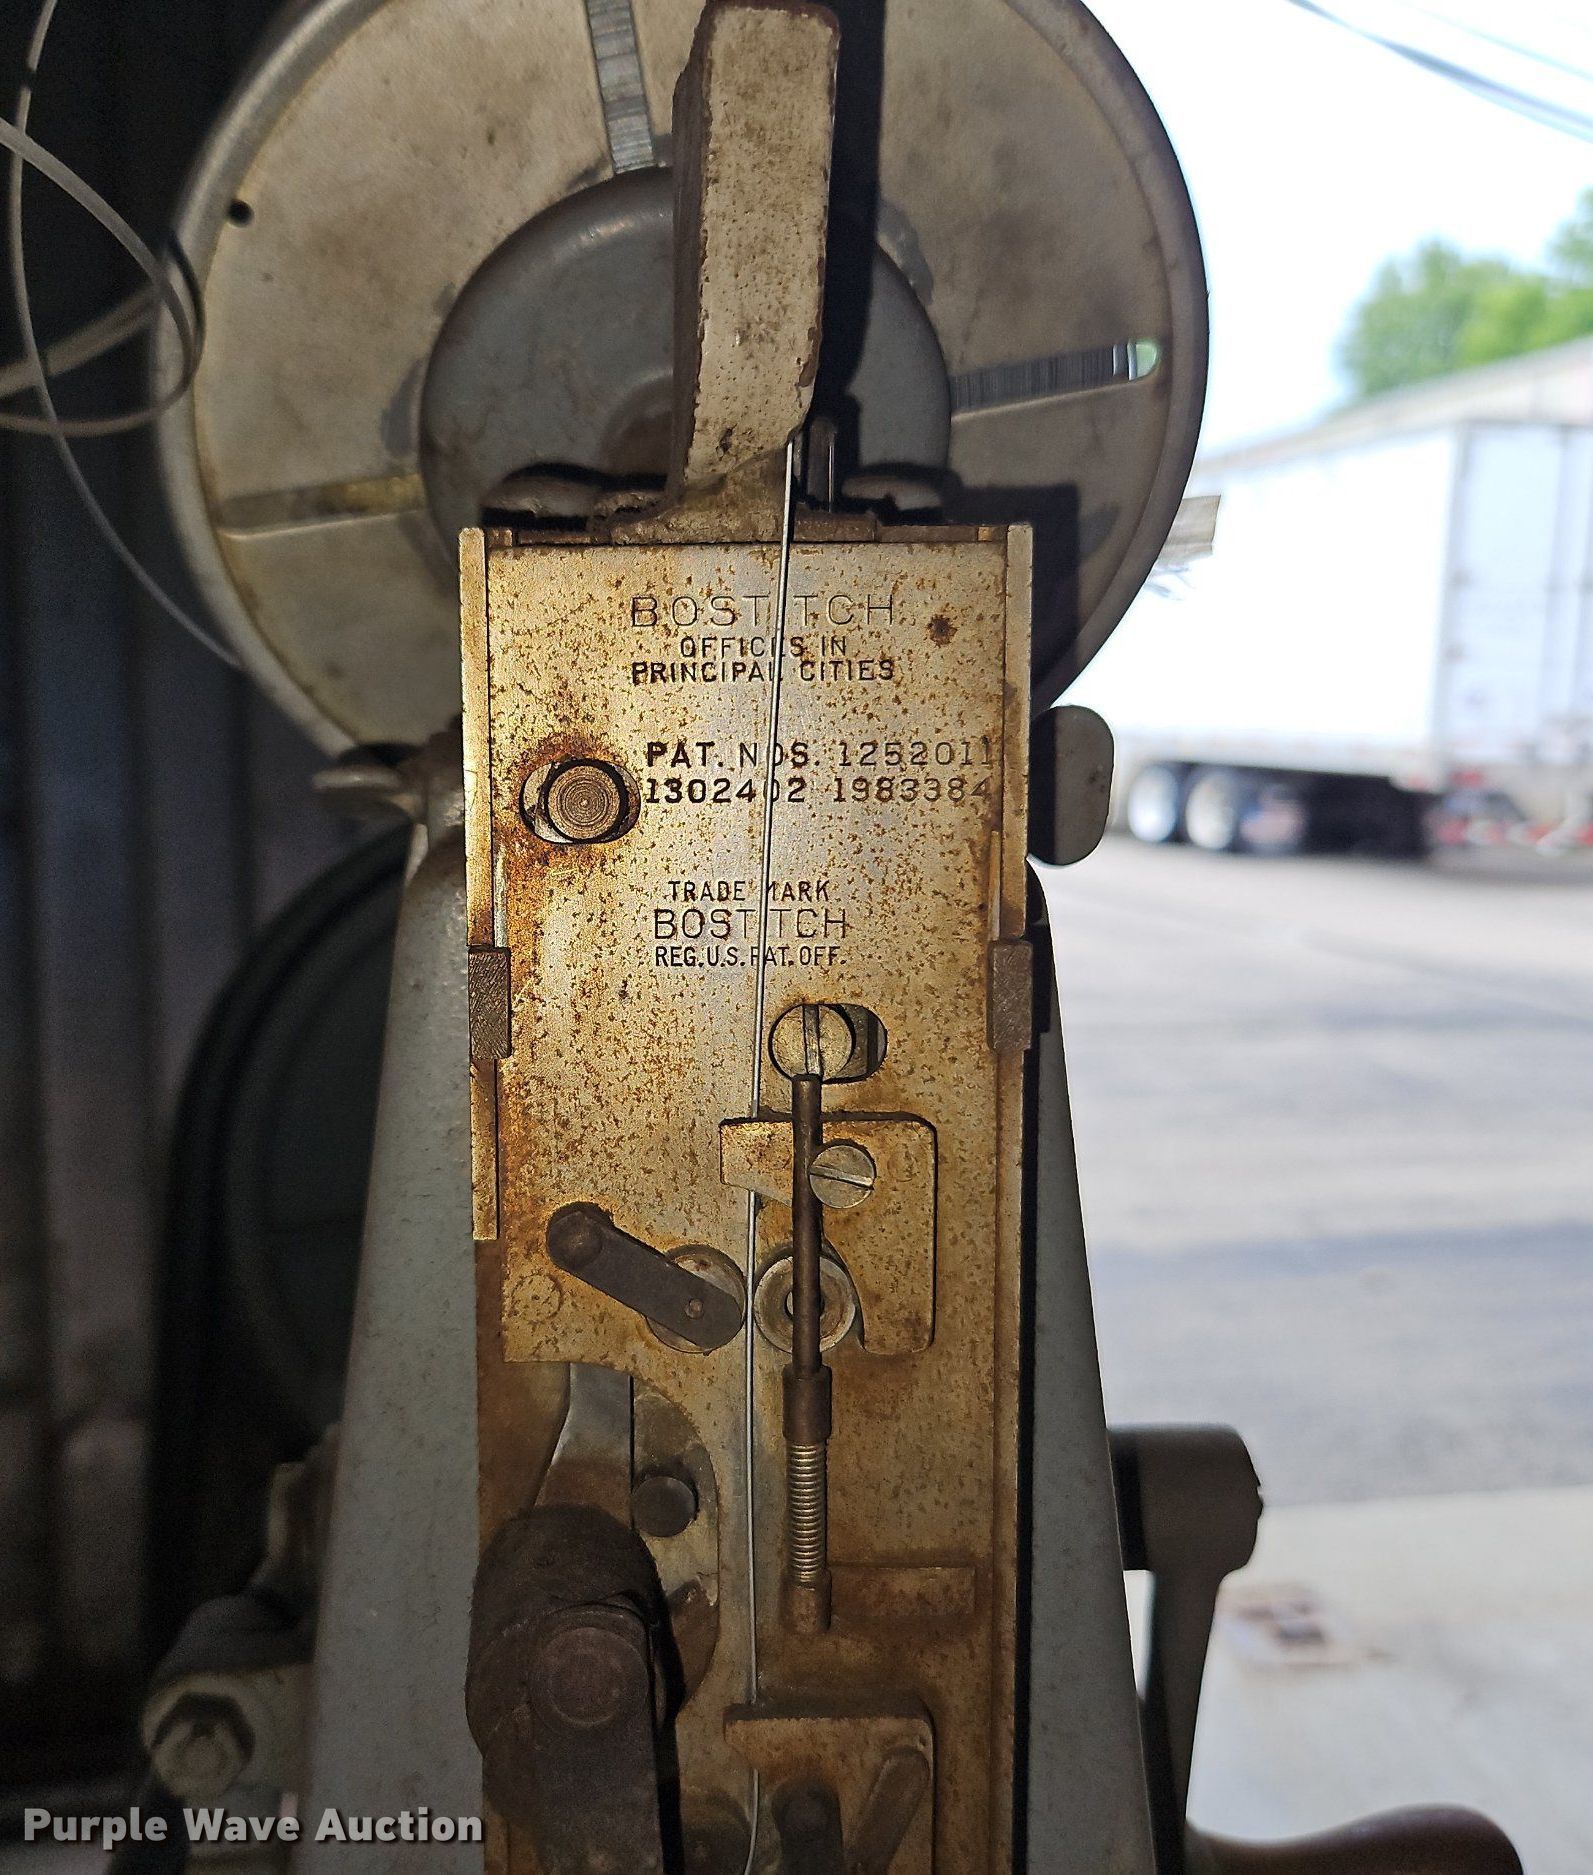 BOSTITCH
OFFICES IN
PRINCIPAL CITIES
PAT. NOS. 1252011
1302402 1983384
TRADE MARK
BOSTITCH
REG. U.S. PAT. OFF.
Purple Wave Auction